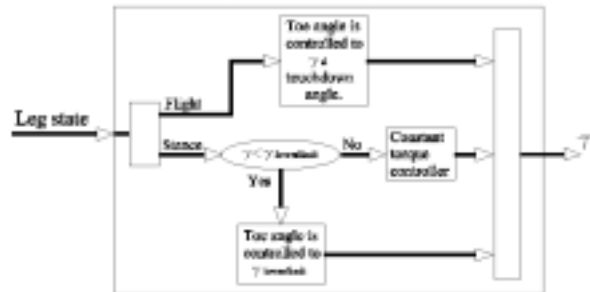 Toe angle is
controlled to
γ d
touchdown
angle.
Flight
Leg state
Stance
No
Constant
torque
controller
Yes
Toe angle is
controlled to